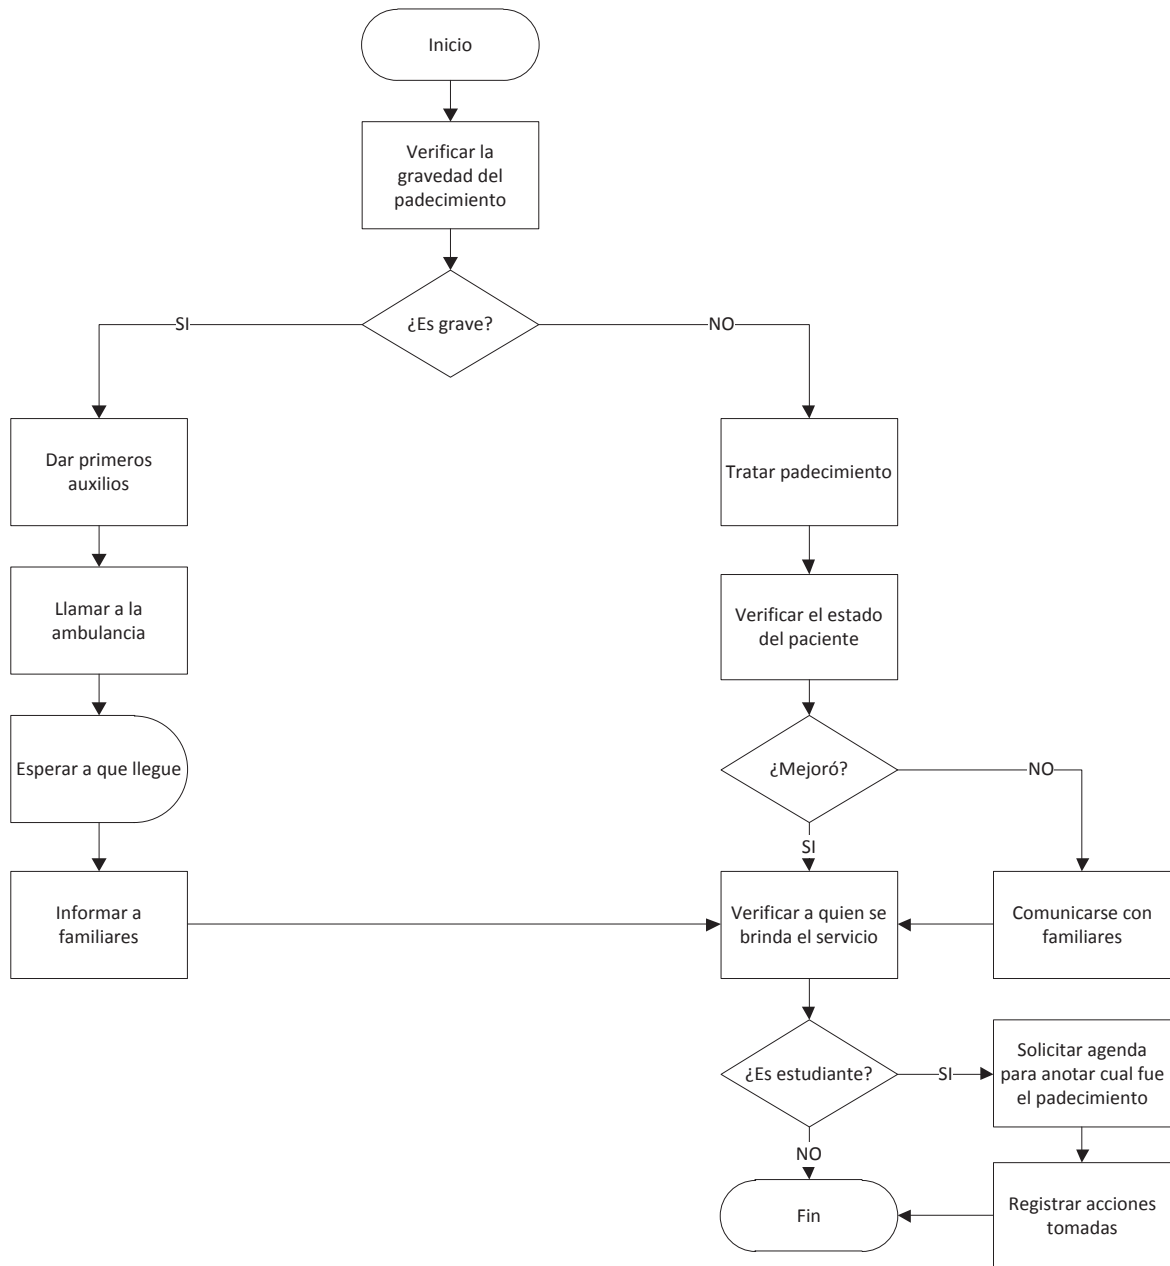 Inicio
Verificar la
gravedad del
padecimiento
¿Es grave?
SI
NO
Dar primeros
auxilios
Tratar padecimiento
Llamar a la
ambulancia
Verificar el estado
del paciente
Esperar a que llegue
¿Mejoró?
NO
SI
Informar a
familiares
Verificar a quien se
brinda el servicio
Comunicarse con
familiares
¿Es estudiante?
SI
Solicitar agenda
para anotar cual fue
el padecimiento
NO
Fin
Registrar acciones
tomadas